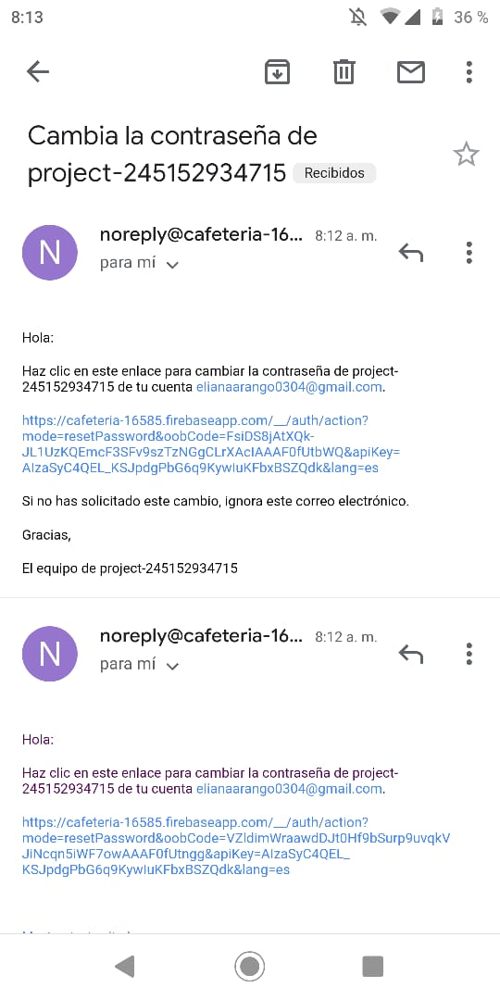 8:13
36 %
Cambia la contraseña de
project-245152934715 Recibidos
N
noreply@cafeteria-16... 8:12 a. m.
para mí
Hola:
Haz clic en este enlace para cambiar la contraseña de project-
245152934715 de tu cuenta elianaarango0304@gmail.com.
https://cafeteria-16585.firebaseapp.com/__/auth/action?
mode=resetPassword&oobCode=FsiDS8jAtXQk-
JL1UzKQEmcF3SFv9szTzNGgCLrXAcIAAAF0fUtbWQ&apiKey=
AIzaSyC4QEL_KSJpdgPbG6q9KywIuKFbxBSZQdk&lang=es
Si no has solicitado este cambio, ignora este correo electrónico.
Gracias,
El equipo de project-245152934715
N
noreply@cafeteria-16... 8:12 a. m.
para mí
Hola:
Haz clic en este enlace para cambiar la contraseña de project-
245152934715 de tu cuenta elianaarango0304@gmail.com.
https://cafeteria-16585.firebaseapp.com/__/auth/action?
mode=resetPassword&oobCode=VZldimWraawdDJt0Hf9bSurp9uvqkV
JiNcqn5iWF7owAAAF0fUtngg&apiKey=AIzaSyC4QEL_
KSJpdgPbG6q9KywIuKFbxBSZQdk&lang=es